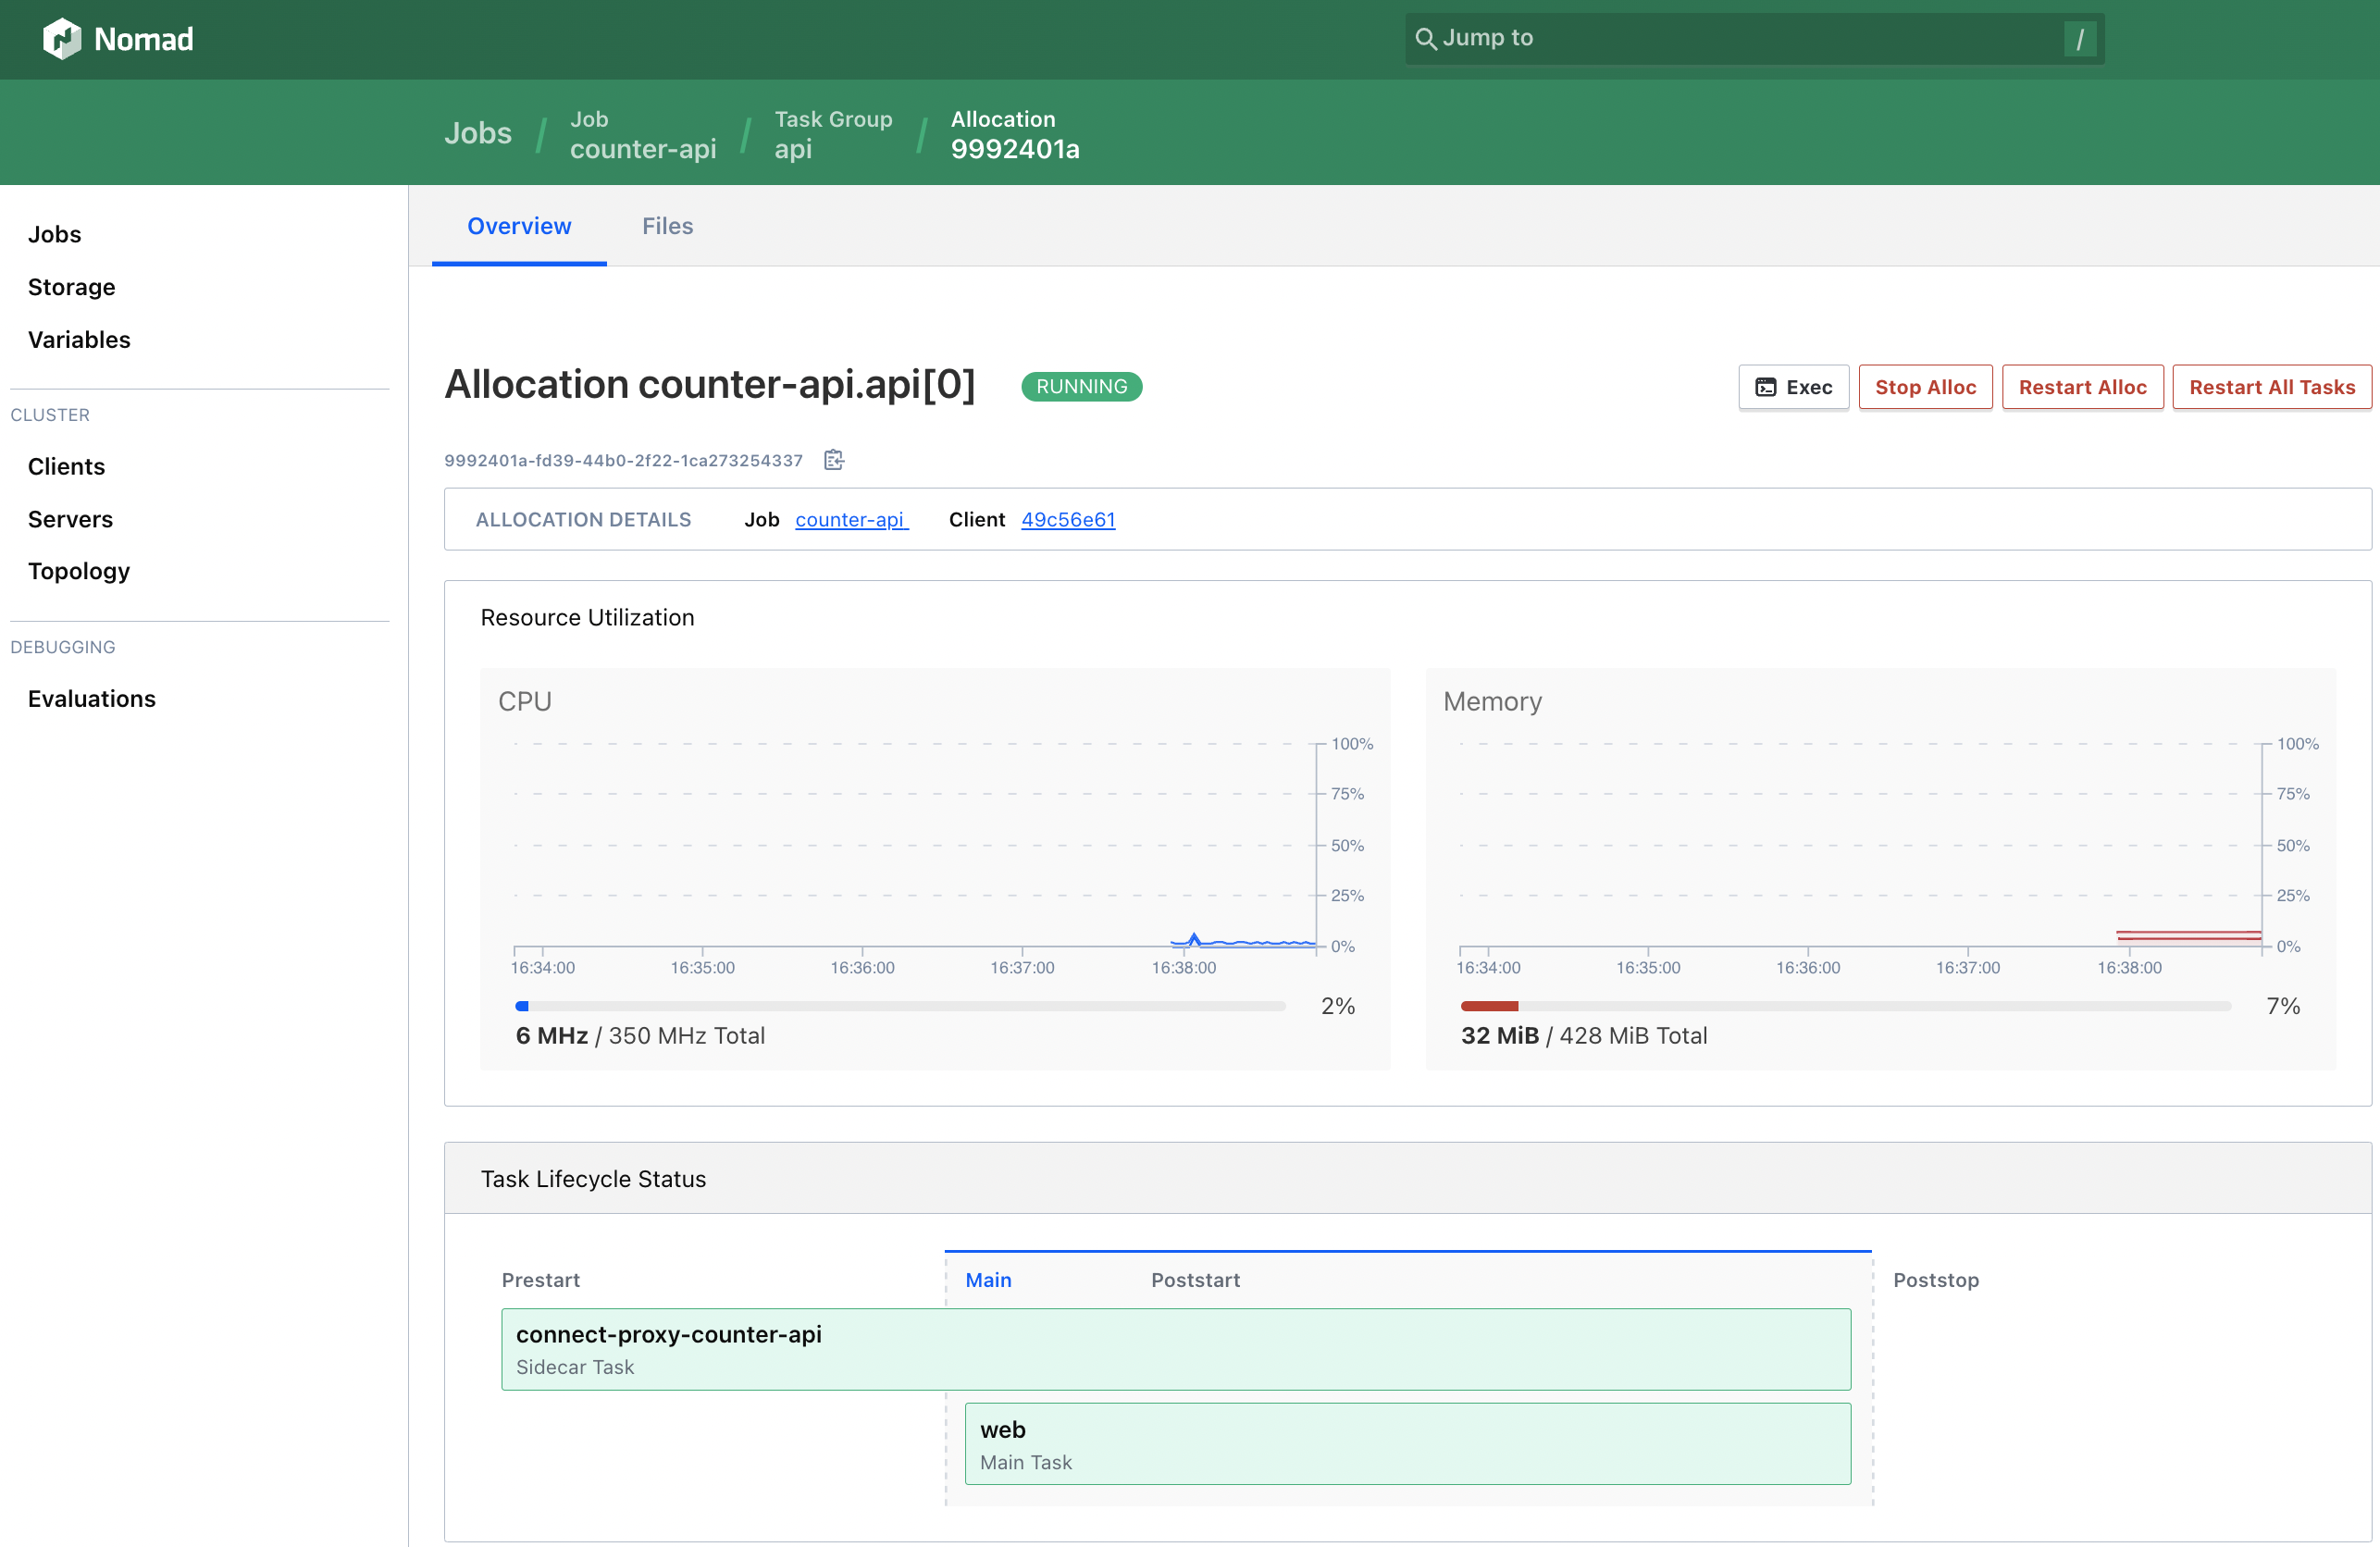 Nomad
Jump to
/
Jobs / Job counter-api / Task Group api / Allocation 9992401a
Jobs
Storage
Variables
CLUSTER
Clients
Servers
Topology
DEBUGGING
Evaluations
Overview Files
Allocation counter-api.api[0] RUNNING
Exec Stop Alloc Restart Alloc Restart All Tasks
9992401a-fd39-44b0-2f22-1ca273254337
ALLOCATION DETAILS Job counter-api Client 49c56e61
Resource Utilization
CPU
100%
75%
50%
25%
0%
16:34:00 16:35:00 16:36:00 16:37:00 16:38:00
2%
6 MHz / 350 MHz Total
Memory
100%
75%
50%
25%
0%
16:34:00 16:35:00 16:36:00 16:37:00 16:38:00
7%
32 MiB / 428 MiB Total
Task Lifecycle Status
Prestart Main Poststart Poststop
connect-proxy-counter-api
Sidecar Task
web
Main Task